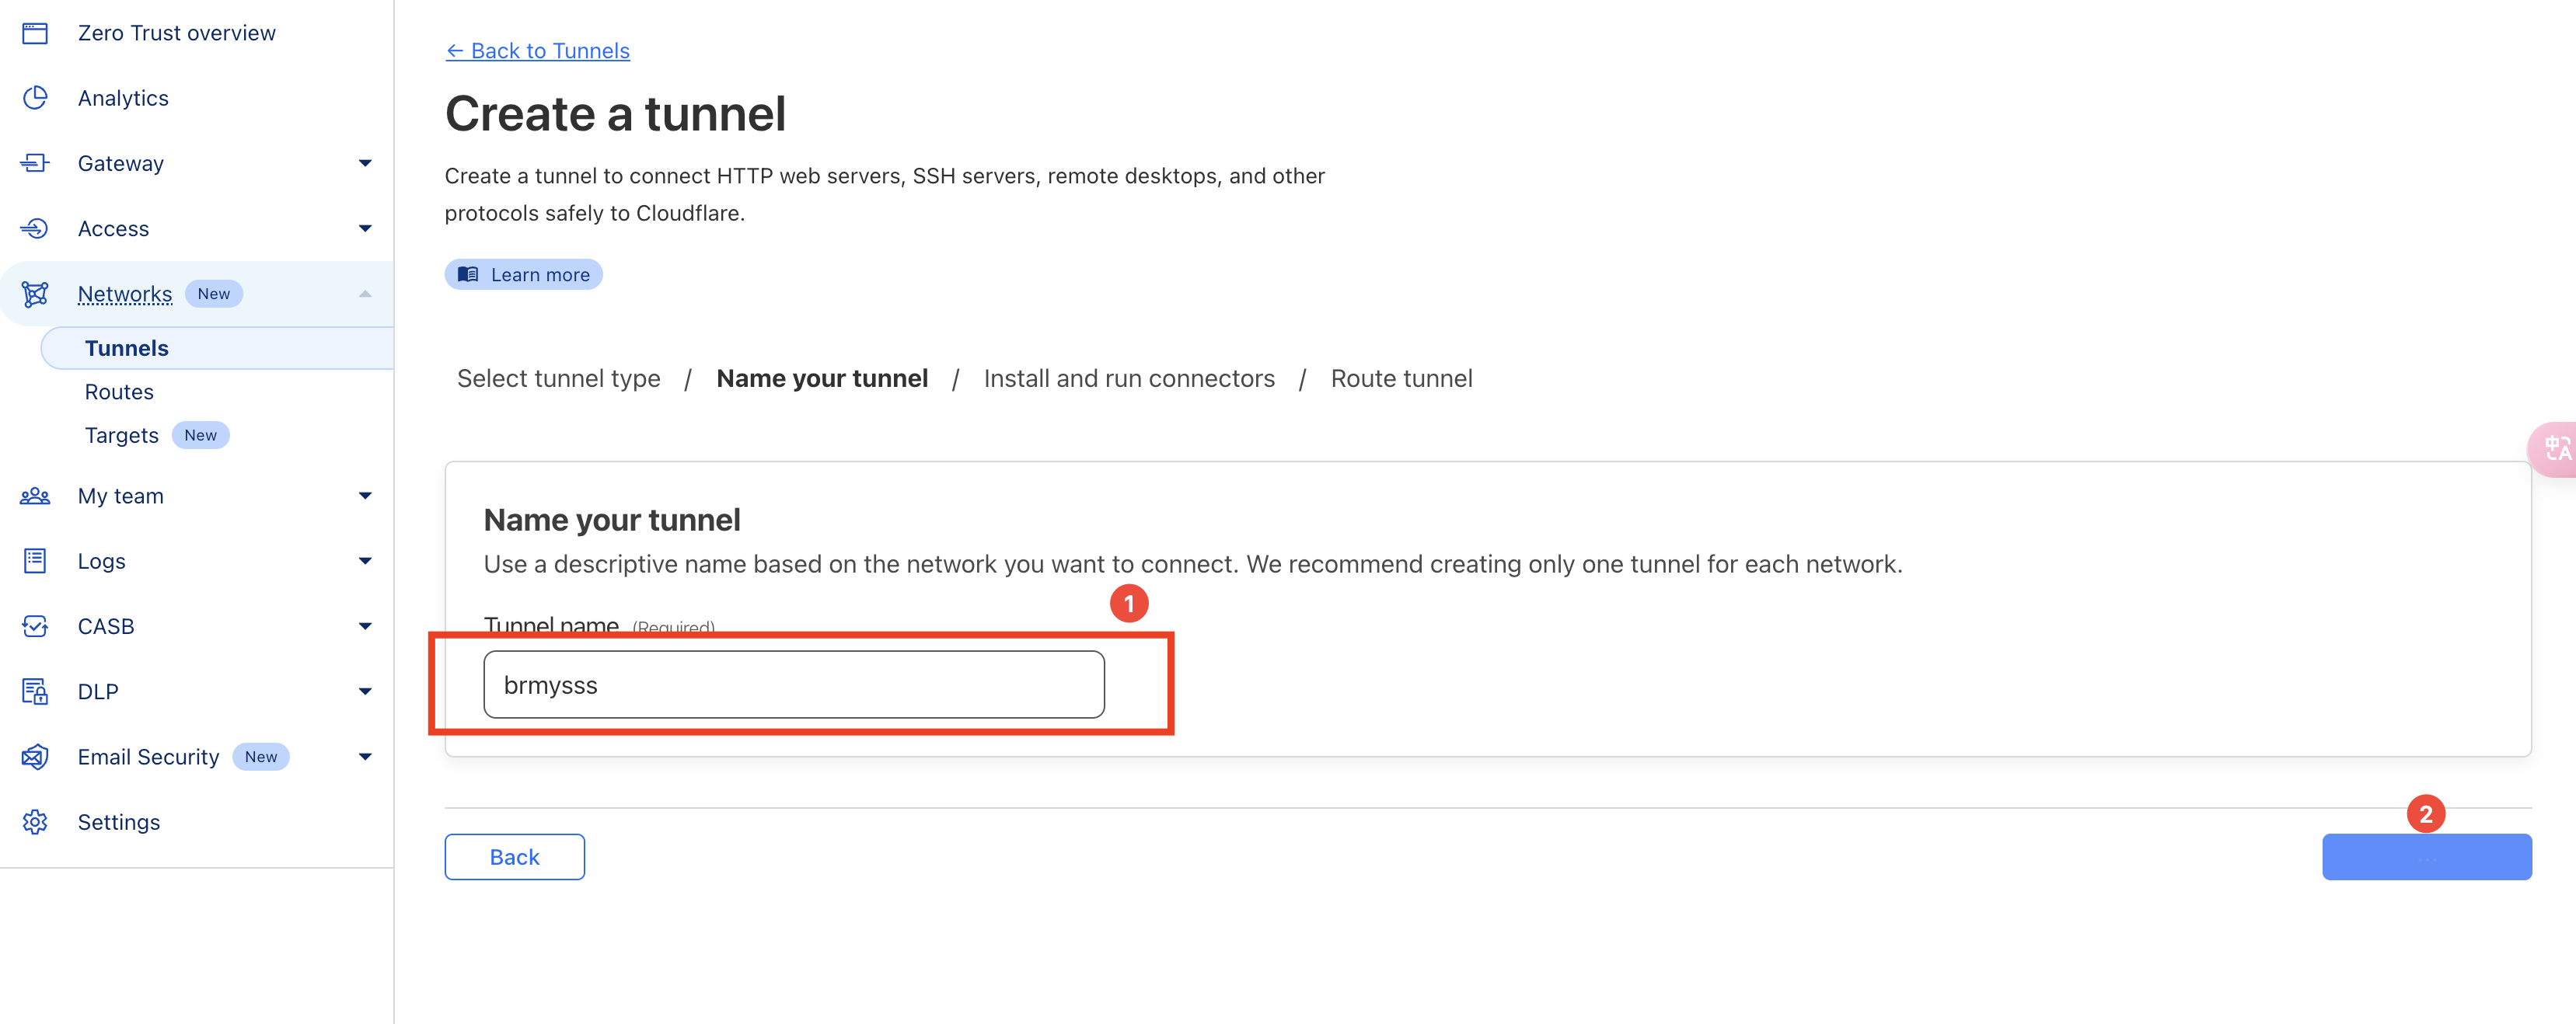 Zero Trust overview
Analytics
Gateway
Access
Networks New
Tunnels
Routes
Targets New
My team
Logs
CASB
DLP
Email Security New
Settings
← Back to Tunnels
Create a tunnel
Create a tunnel to connect HTTP web servers, SSH servers, remote desktops, and other
protocols safely to Cloudflare.
Learn more
Select tunnel type / Name your tunnel / Install and run connectors / Route tunnel
Name your tunnel
Use a descriptive name based on the network you want to connect. We recommend creating only one tunnel for each network.
1
Tunnel name (Required)
brmysss
2
Back
...
中A